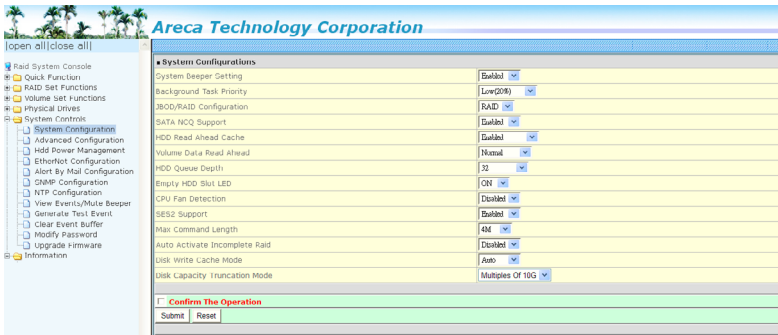 Areca Technology Corporation
|open all|close all|
Raid System Console
Quick Function
RAID Set Functions
Volume Set Functions
Physical Drives
System Controls
System Configuration
Advanced Configuration
Hdd Power Management
EtherNet Configuration
Alert By Mail Configuration
SNMP Configuration
NTP Configuration
View Events/Mute Beeper
Generate Test Event
Clear Event Buffer
Modify Password
Upgrade Firmware
Information
System Configurations
System Beeper Setting Enabled
Background Task Priority Low(20%)
JBOD/RAID Configuration RAID
SATA NCQ Support Enabled
HDD Read Ahead Cache Enabled
Volume Data Read Ahead Normal
HDD Queue Depth 32
Empty HDD Slot LED ON
CPU Fan Detection Disabled
SES2 Support Enabled
Max Command Length 4M
Auto Activate Incomplete Raid Disabled
Disk Write Cache Mode Auto
Disk Capacity Truncation Mode Multiples Of 10G
Confirm The Operation
Submit Reset